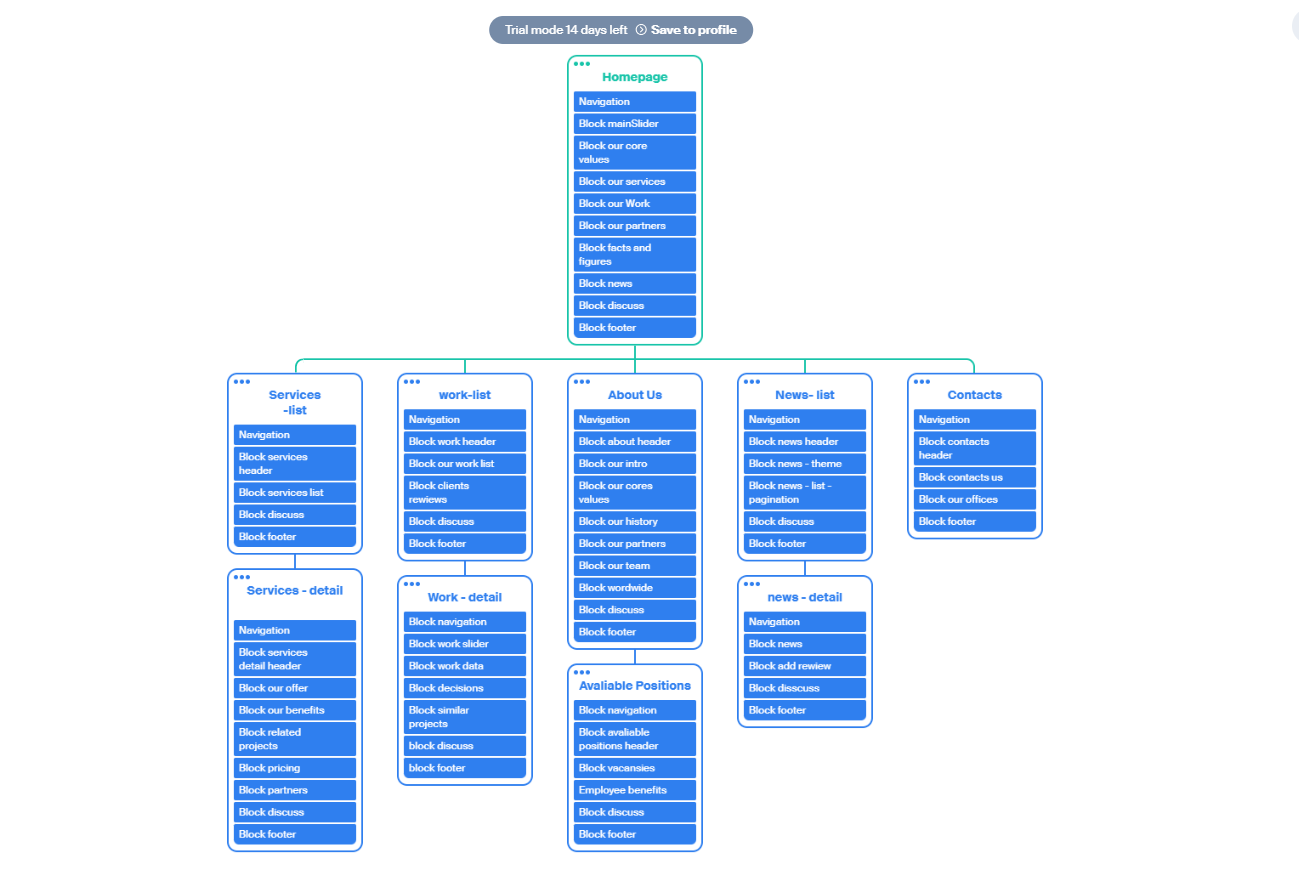 Trial mode 14 days left Save to profile
Homepage
Navigation
Block mainSlider
Block our core
values
Block our services
Block our Work
Block our partners
Block facts and
figures
Block news
Block discuss
Block footer
Services
-list
Navigation
Block services
header
Block services list
Block discuss
Block footer
Services - detail
Navigation
Block services
detail header
Block our offer
Block our benefits
Block related
projects
Block pricing
Block partners
Block discuss
Block footer
work-list
Navigation
Block work header
Block our work list
Block clients
rewiews
Block discuss
Block footer
Work - detail
Block navigation
Block work slider
Block work data
Block decisions
Block similar
projects
block discuss
block footer
About Us
Navigation
Block about header
Block our intro
Block our cores
values
Block our history
Block our partners
Block our team
Block wordwide
Block discuss
Block footer
Avaliable Positions
Block navigation
Block avaliable
positions header
Block vacansies
Employee benefits
Block discuss
Block footer
News- list
Navigation
Block news header
Block news - theme
Block news - list -
pagination
Block discuss
Block footer
news - detail
Navigation
Block news
Block add rewiew
Block disscuss
Block footer
Contacts
Navigation
Block contacts
header
Block contacts us
Block our offices
Block footer